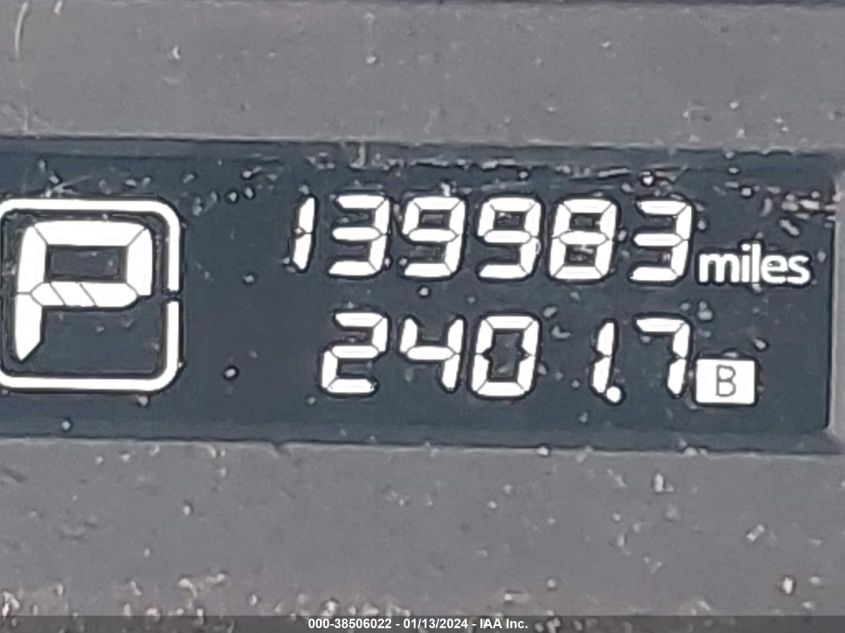 P
139983 miles
2401.7 B
000-38506022 - 01/13/2024 - IAA Inc.